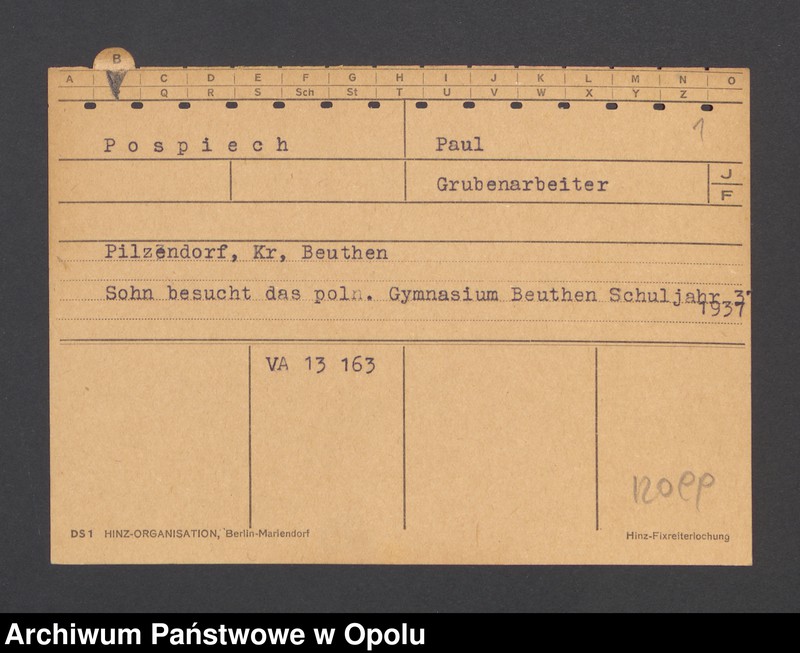 B
A C D E F G H I J K L M N O
Q R S Sch St T U V W X Y Z
1
Pospiech Paul
Grubenarbeiter J
F
Pilzendorf, Kr, Beuthen
Sohn besucht das poln. Gymnasium Beuthen Schuljahr 37
1937
VA 13 163
DS1 HINZ-ORGANISATION, Berlin-Mariendorf Hinz-Fixreiterlochung
Archiwum Państwowe w Opolu